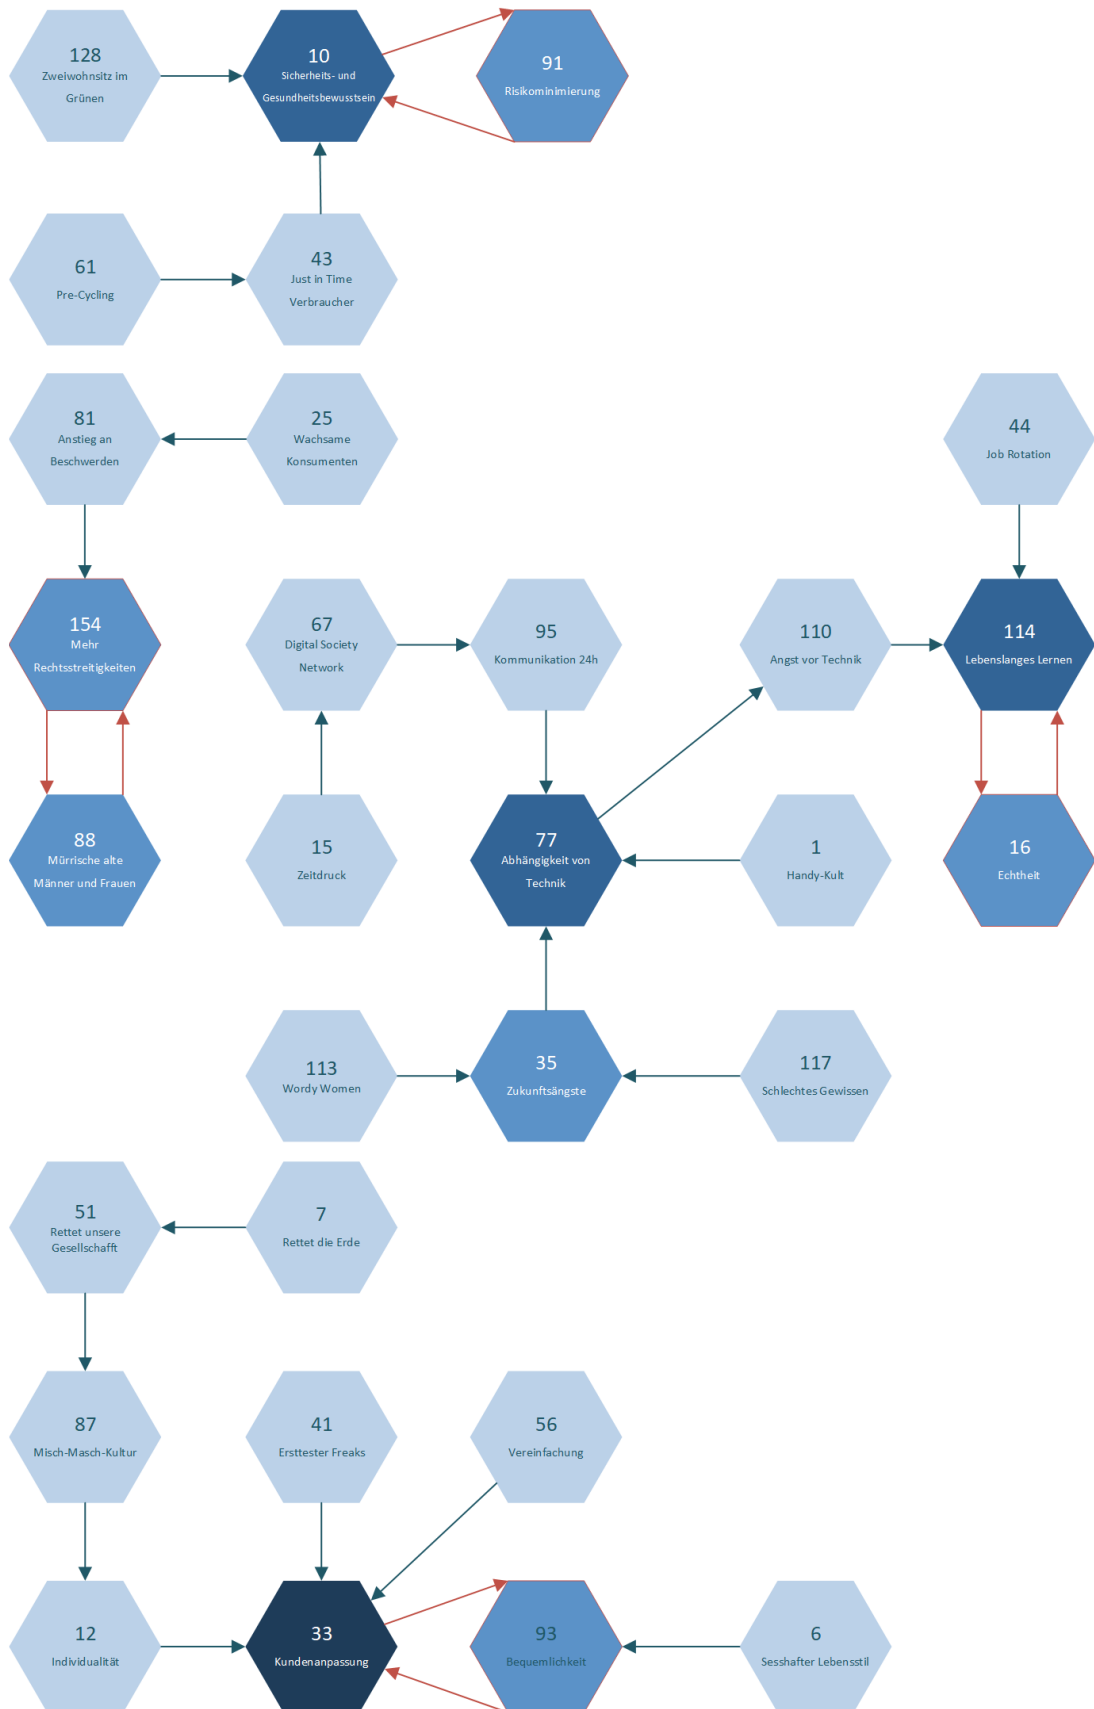 128
Zweiwohnsitz im
Grünen
10
Sicherheits- und
Gesundheitsbewusstsein
91
Risikominimierung
61
Pre-Cycling
43
Just in Time
Verbraucher
81
Anstieg an
Beschwerden
25
Wachsame
Konsumenten
44
Job Rotation
154
Mehr
Rechtsstreitigkeiten
67
Digital Society
Network
95
Kommunikation 24h
110
Angst vor Technik
114
Lebenslanges Lernen
88
Mürrische alte
Männer und Frauen
15
Zeitdruck
77
Abhängigkeit von
Technik
1
Handy-Kult
16
Echtheit
113
Wordy Women
35
Zukunftsängste
117
Schlechtes Gewissen
51
Rettet unsere
Gesellschafft
7
Rettet die Erde
87
Misch-Masch-Kultur
41
Ersttester Freaks
56
Vereinfachung
12
Individualität
33
Kundenanpassung
93
Bequemlichkeit
6
Sesshafter Lebensstil